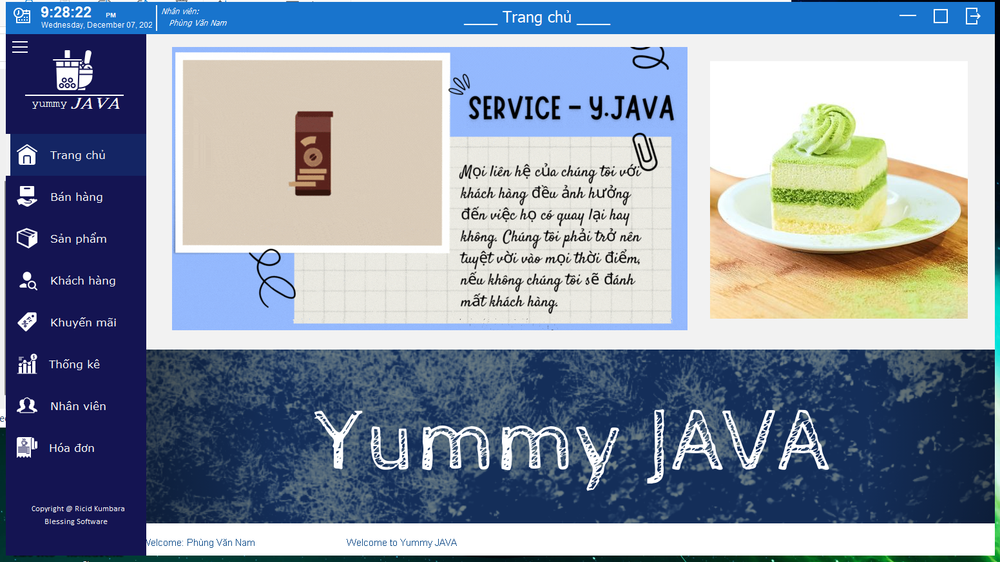 9:28:22 PM
Wednesday, December 07, 202
Nhân viên:
Phùng Văn Nam
_____ Trang chủ _____
yummy JAVA
Trang chủ
Bán hàng
Sản phẩm
Khách hàng
Khuyến mãi
Thống kê
Nhân viên
Hóa đơn
Copyright @ Ricid Kumbara
Blessing Software
SERVICE - Y.JAVA
Mọi liên hệ của chúng tôi với
khách hàng đều ảnh hưởng
đến việc họ có quay lại hay
không. Chúng tôi phải trở nên
tuyệt vời vào mọi thời điểm,
nếu không chúng tôi sẽ đánh
mất khách hàng.
Yummy JAVA
Welcome: Phùng Văn Nam
Welcome to Yummy JAVA